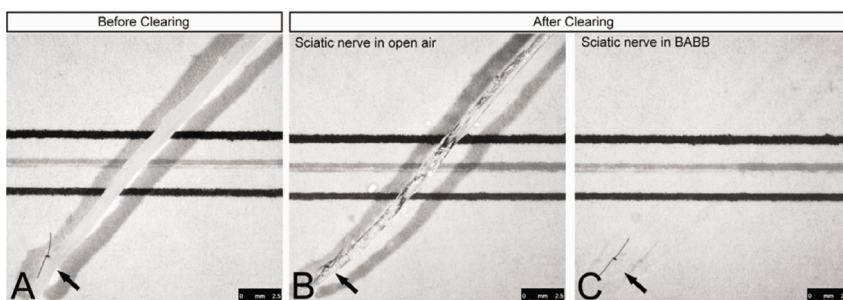 Before Clearing
After Clearing
Sciatic nerve in open air
Sciatic nerve in BABB
A
B
C
0 mm 2.5
0 mm 2.5
0 mm 2.5